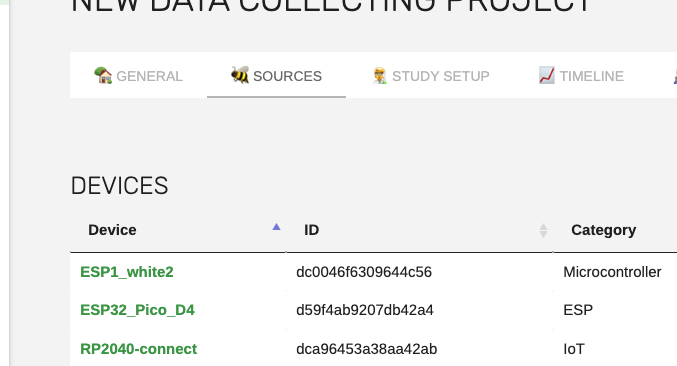 NEW DATA COLLECTING PROJECT
GENERAL SOURCES STUDY SETUP TIMELINE
DEVICES
Device ID Category
ESP1_white2 dc0046f6309644c56 Microcontroller
ESP32_Pico_D4 d59f4ab9207db42a4 ESP
RP2040-connect dca96453a38aa42ab IoT